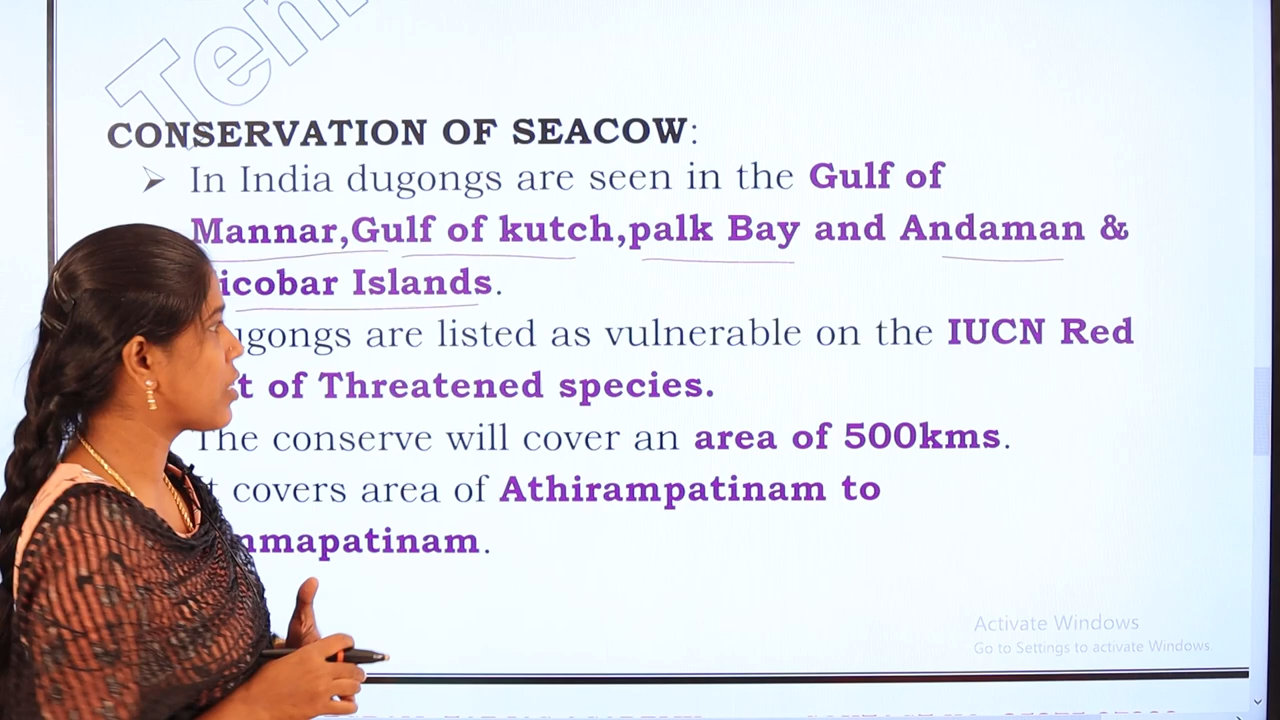 CONSERVATION OF SEACOW:
➤ In India dugongs are seen in the Gulf of
Mannar,Gulf of kutch,palk Bay and Andaman &
icobar Islands.
ugongs are listed as vulnerable on the IUCN Red
t of Threatened species.
The conserve will cover an area of 500kms.
t covers area of Athirampatinam to
mmapatinam.
Activate Windows
Go to Settings to activate Windows.